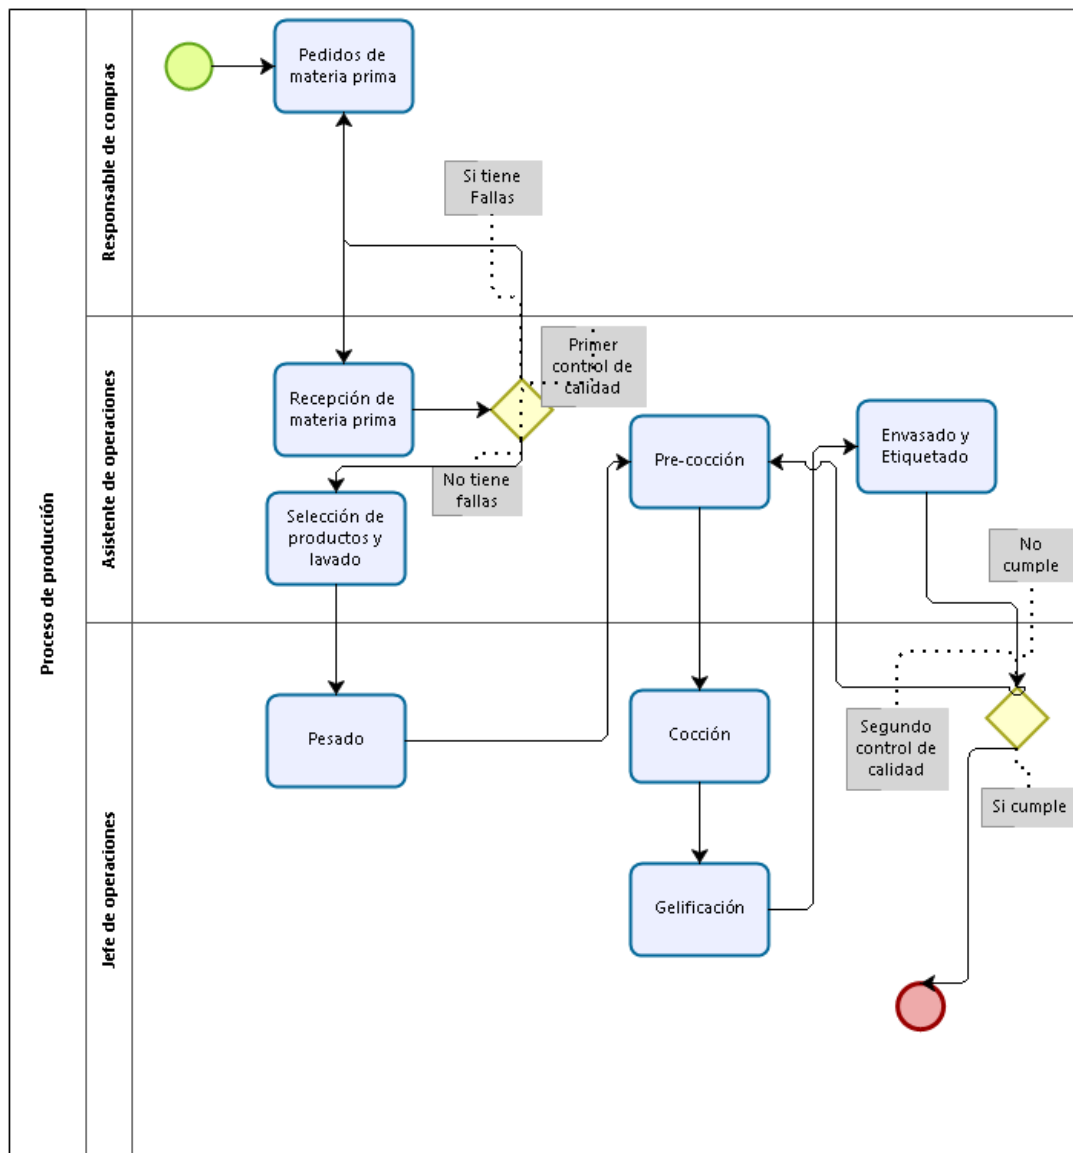 Proceso de producción
Responsable de compras
Pedidos de
materia prima
Si tiene
Fallas
Asistente de operaciones
Primer
control de
calidad
Recepción de
materia prima
No tiene
fallas
Selección de
productos y
lavado
Pre-cocción
Envasado y
Etiquetado
No
cumple
Jefe de operaciones
Pesado
Cocción
Segundo
control de
calidad
Si cumple
Gelificación